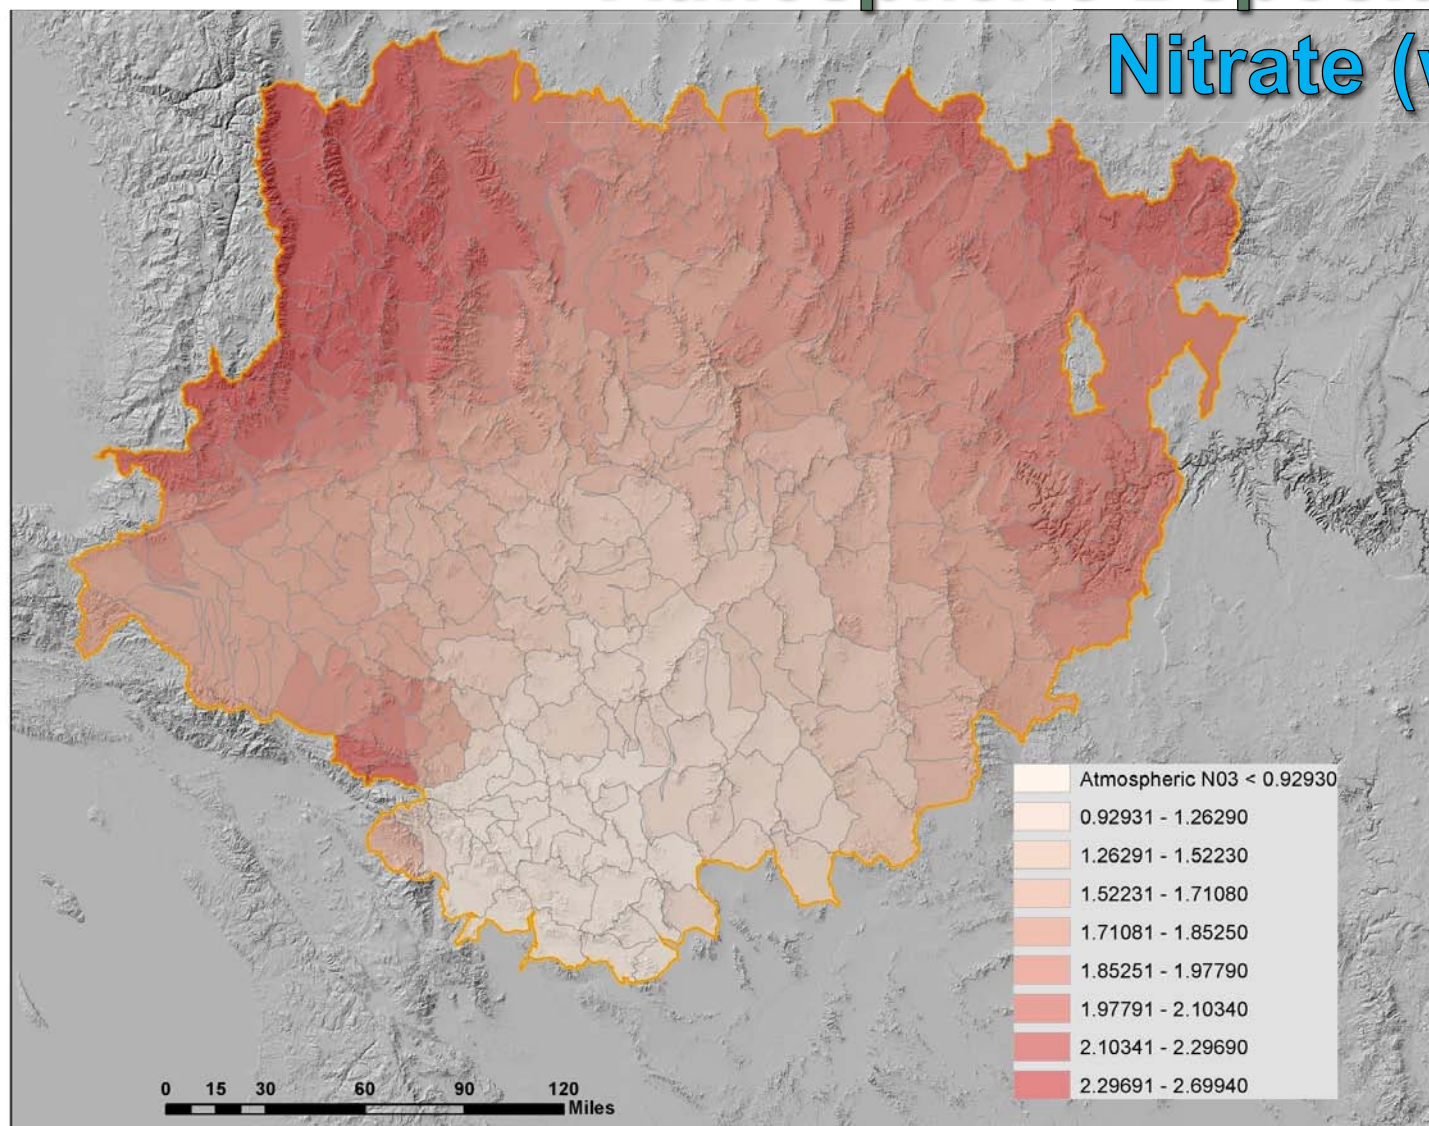 Nitrate (
Atmospheric N03 < 0.92930
0.92931 - 1.26290
1.26291 - 1.52230
1.52231 - 1.71080
1.71081 - 1.85250
1.85251 - 1.97790
1.97791 - 2.10340
2.10341 - 2.29690
2.29691 - 2.69940
0 15 30 60 90 120
Miles